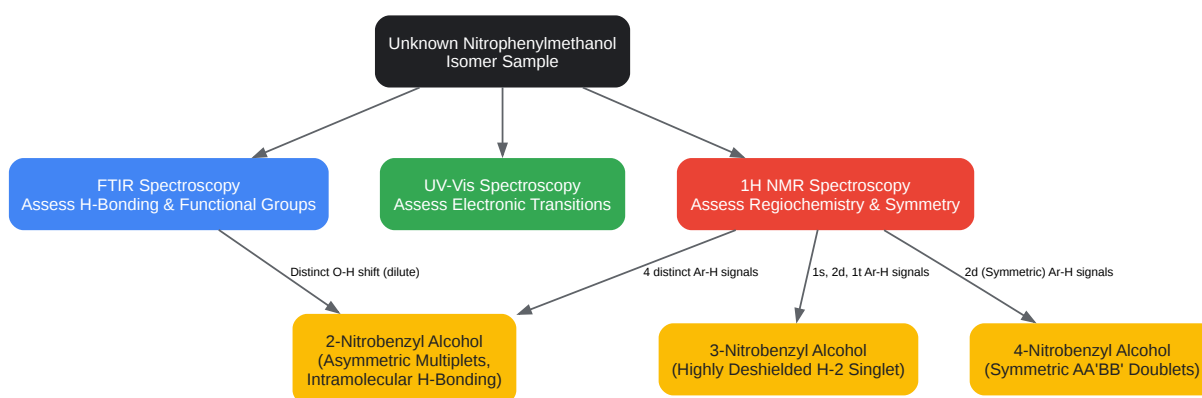 Unknown Nitrophenylmethanol
Isomer Sample
FTIR Spectroscopy
Assess H-Bonding & Functional Groups
UV-Vis Spectroscopy
Assess Electronic Transitions
1H NMR Spectroscopy
Assess Regiochemistry & Symmetry
Distinct O-H shift (dilute)
4 distinct Ar-H signals
1s, 2d, 1t Ar-H signals
2d (Symmetric) Ar-H signals
2-Nitrobenzyl Alcohol
(Asymmetric Multiplets,
Intramolecular H-Bonding)
3-Nitrobenzyl Alcohol
(Highly Deshielded H-2 Singlet)
4-Nitrobenzyl Alcohol
(Symmetric AA'BB' Doublets)